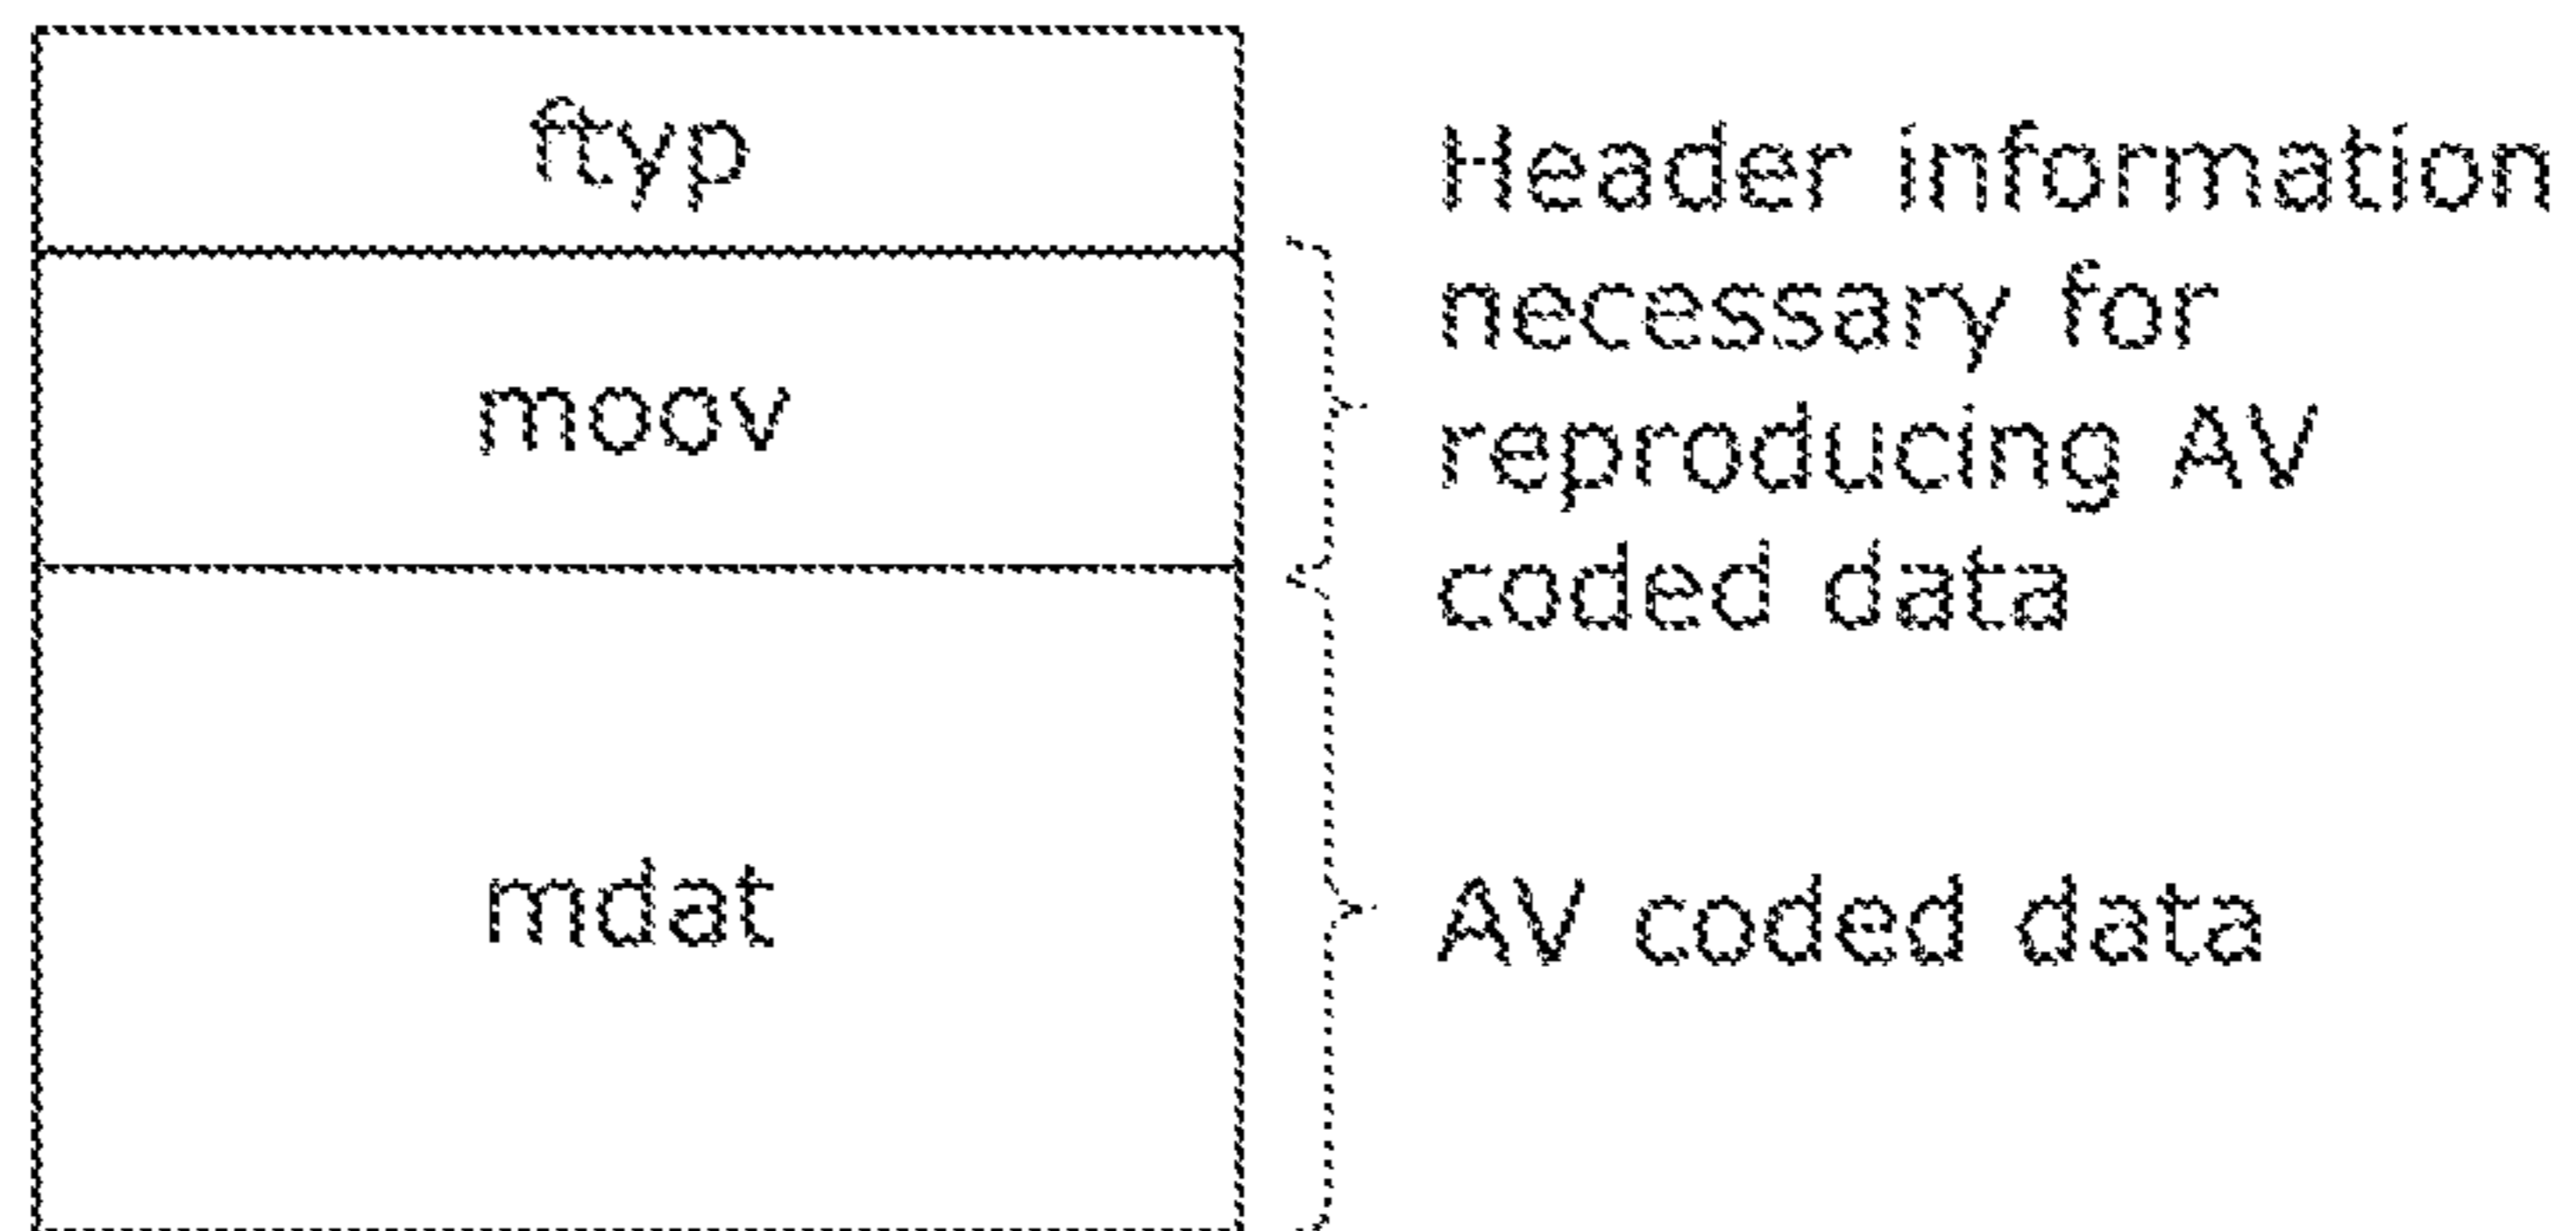 ftyp
Header information
necessary for
moov
reproducing AV
coded data
mdat
AV coded data